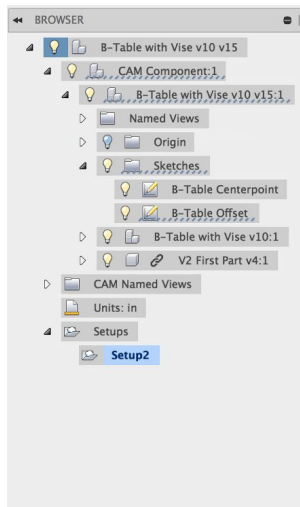 BROWSER
B-Table with Vise v10 v15
CAM Component:1
B-Table with Vise v10 v15:1
Named Views
Origin
Sketches
B-Table Centerpoint
B-Table Offset
B-Table with Vise v10:1
V2 First Part v4:1
CAM Named Views
Units: in
Setups
Setup2